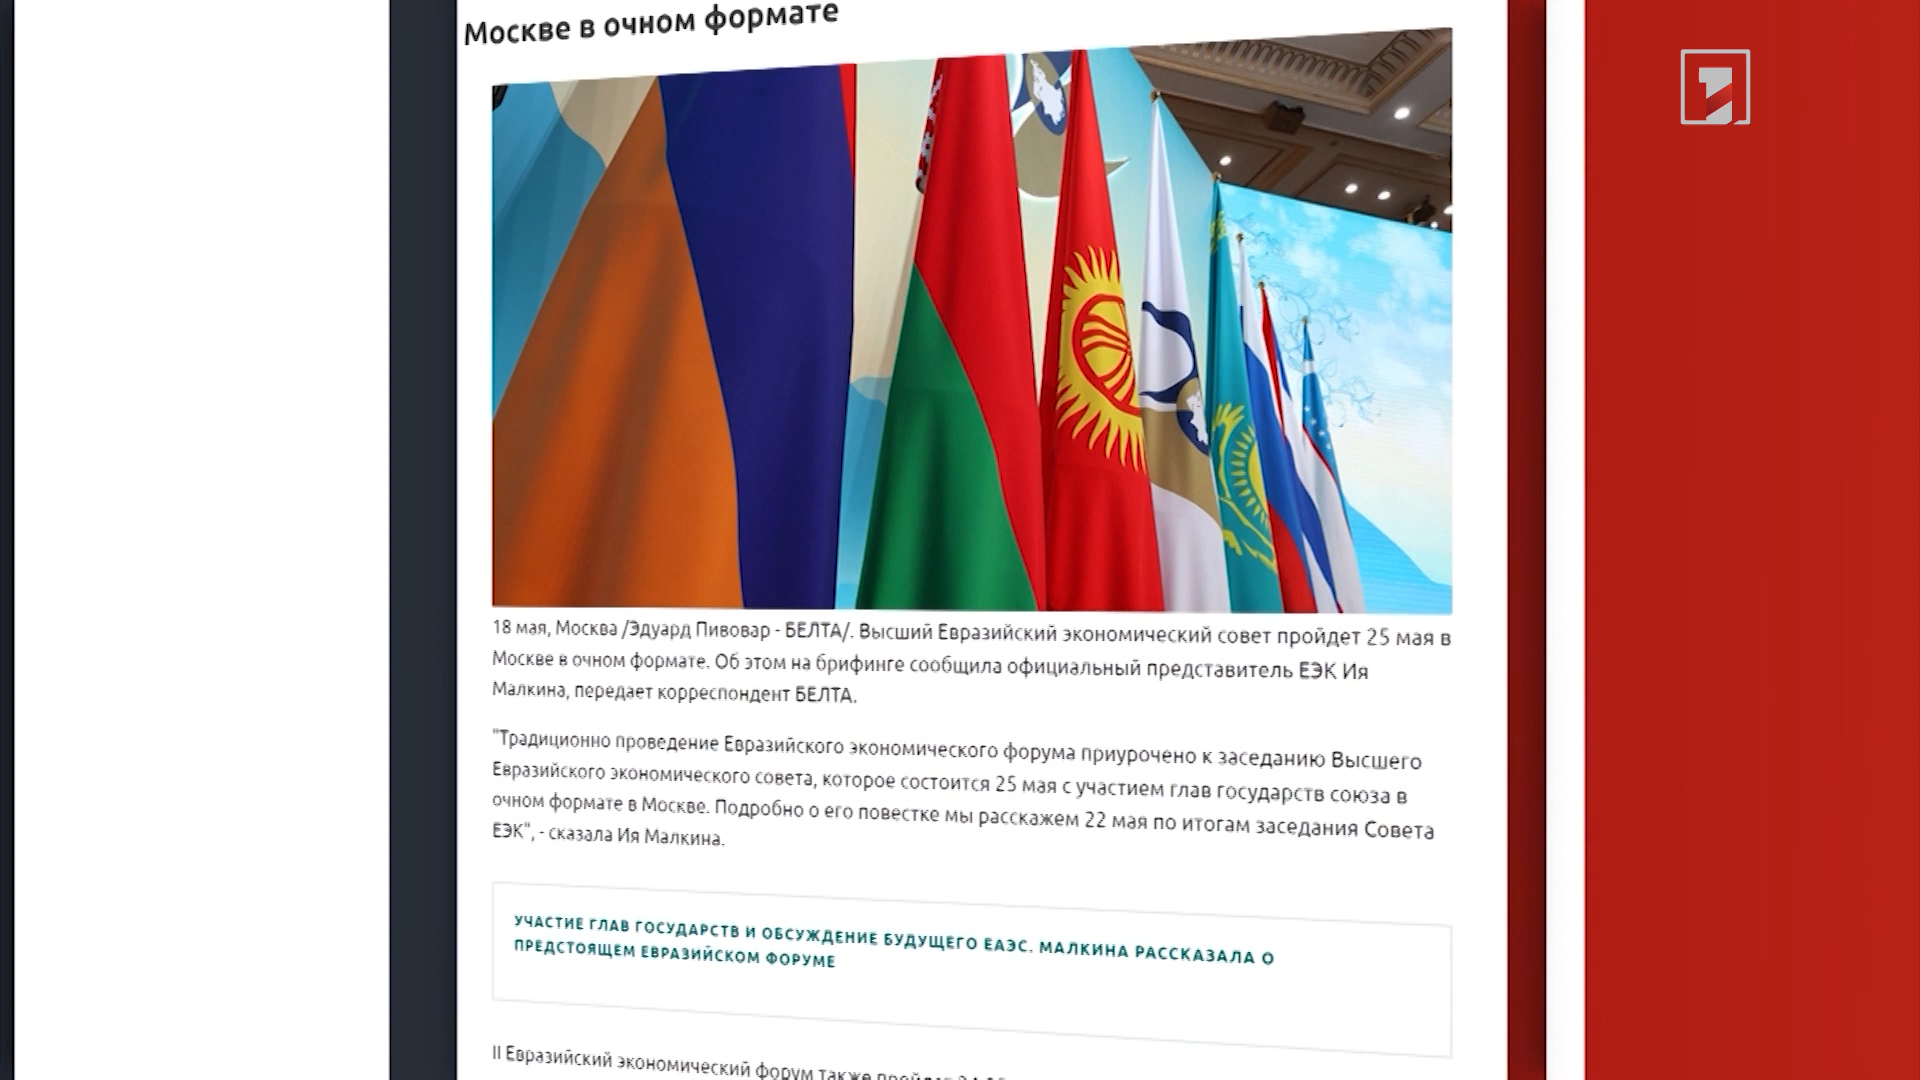 Москве в очном формате
18 мая, Москва /Эдуард Пивовар - БЕЛТА/. Высший Евразийский экономический совет пройдет 25 мая в
Москве в очном формате. Об этом на брифинге сообщила официальный представитель ЕЭК Ия
Малкина, передает корреспондент БЕЛТА.
"Традиционно проведение Евразийского экономического форума приурочено к заседанию Высшего
Евразийского экономического совета, которое состоится 25 мая с участием глав государств союза в
очном формате в Москве. Подробно о его повестке мы расскажем 22 мая по итогам заседания Совета
ЕЭК", - сказала Ия Малкина.
УЧАСТИЕ ГЛАВ ГОСУДАРСТВ И ОБСУЖДЕНИЕ БУДУЩЕГО ЕАЭС. МАЛКИНА РАССКАЗАЛА О
ПРЕДСТОЯЩЕМ ЕВРАЗИЙСКОМ ФОРУМЕ
II Евразийский экономический форум также